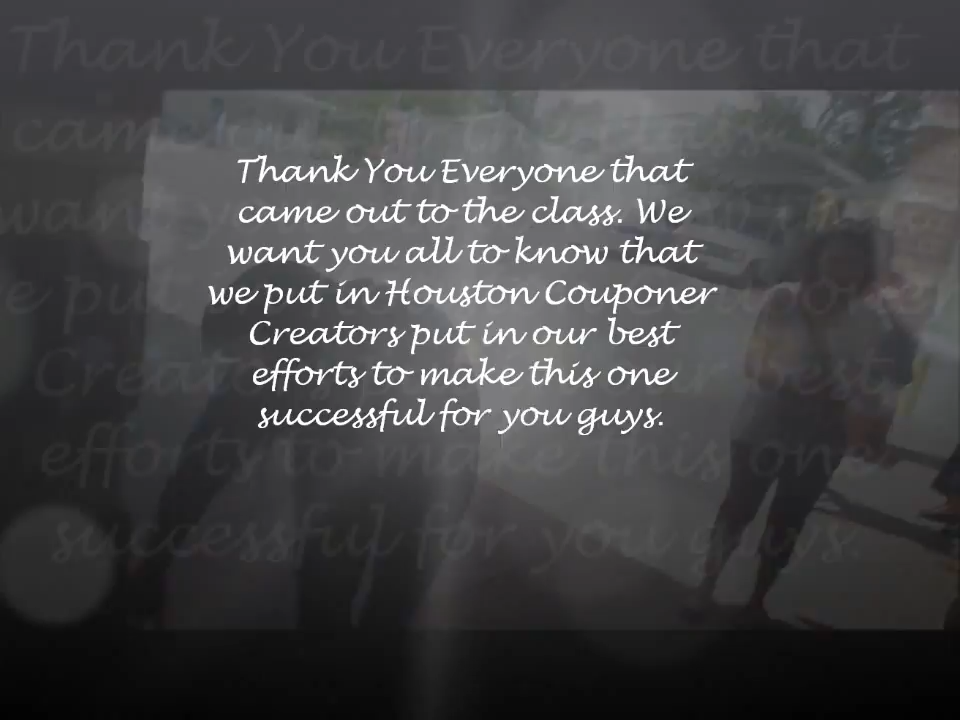 Thank You Everyone that
came out to the class. We
want you all to know that
we put in Houston Couponer
Creators put in our best
efforts to make this one
successful for you guys.